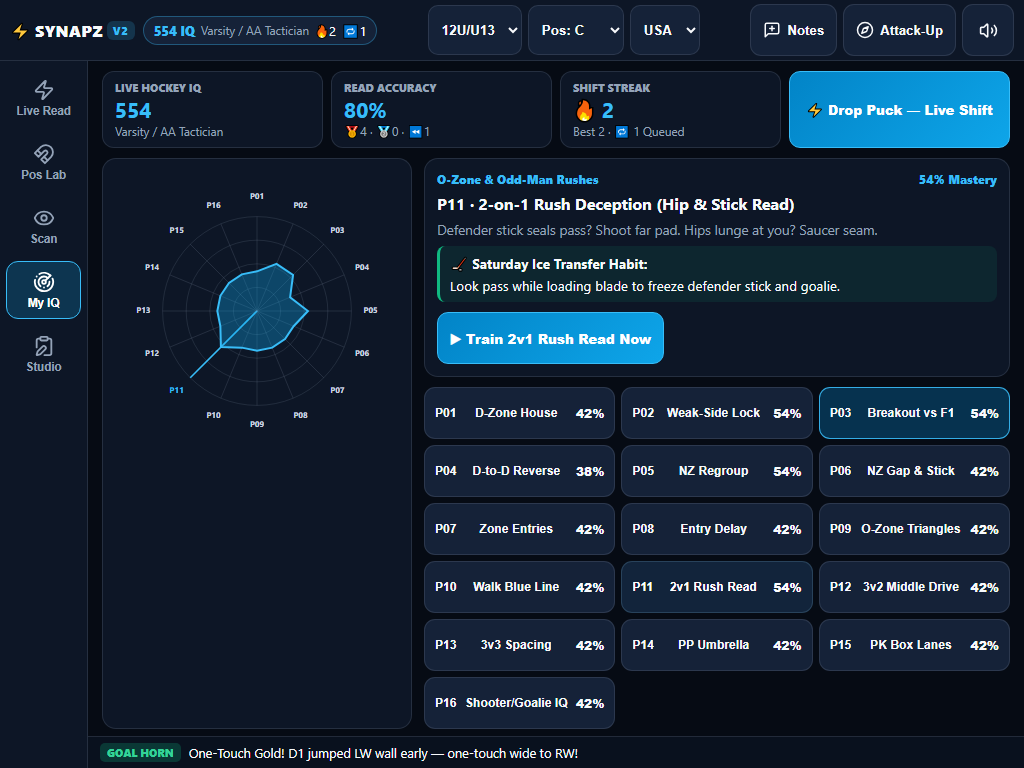 ⚡ SYNAPZ V2
554 IQ Varsity / AA Tactician 🔥2 🔁1
12U/U13
Pos: C
USA
Notes
Attack-Up
Live Read
Pos Lab
Scan
My IQ
Studio
LIVE HOCKEY IQ
554
Varsity / AA Tactician
READ ACCURACY
80%
🥇4 · 🥈0 · ⏪1
SHIFT STREAK
🔥 2
Best 2 · 🔁 1 Queued
⚡ Drop Puck — Live Shift
P01
P02
P03
P04
P05
P06
P07
P08
P09
P10
P11
P12
P13
P14
P15
P16
O-Zone & Odd-Man Rushes
54% Mastery
P11 · 2-on-1 Rush Deception (Hip & Stick Read)
Defender stick seals pass? Shoot far pad. Hips lunge at you? Saucer seam.
🏒 Saturday Ice Transfer Habit:
Look pass while loading blade to freeze defender stick and goalie.
▶ Train 2v1 Rush Read Now
P01 D-Zone House 42%
P02 Weak-Side Lock 54%
P03 Breakout vs F1 54%
P04 D-to-D Reverse 38%
P05 NZ Regroup 54%
P06 NZ Gap & Stick 42%
P07 Zone Entries 42%
P08 Entry Delay 42%
P09 O-Zone Triangles 42%
P10 Walk Blue Line 42%
P11 2v1 Rush Read 54%
P12 3v2 Middle Drive 42%
P13 3v3 Spacing 42%
P14 PP Umbrella 42%
P15 PK Box Lanes 42%
P16 Shooter/Goalie IQ 42%
GOAL HORN One-Touch Gold! D1 jumped LW wall early — one-touch wide to RW!